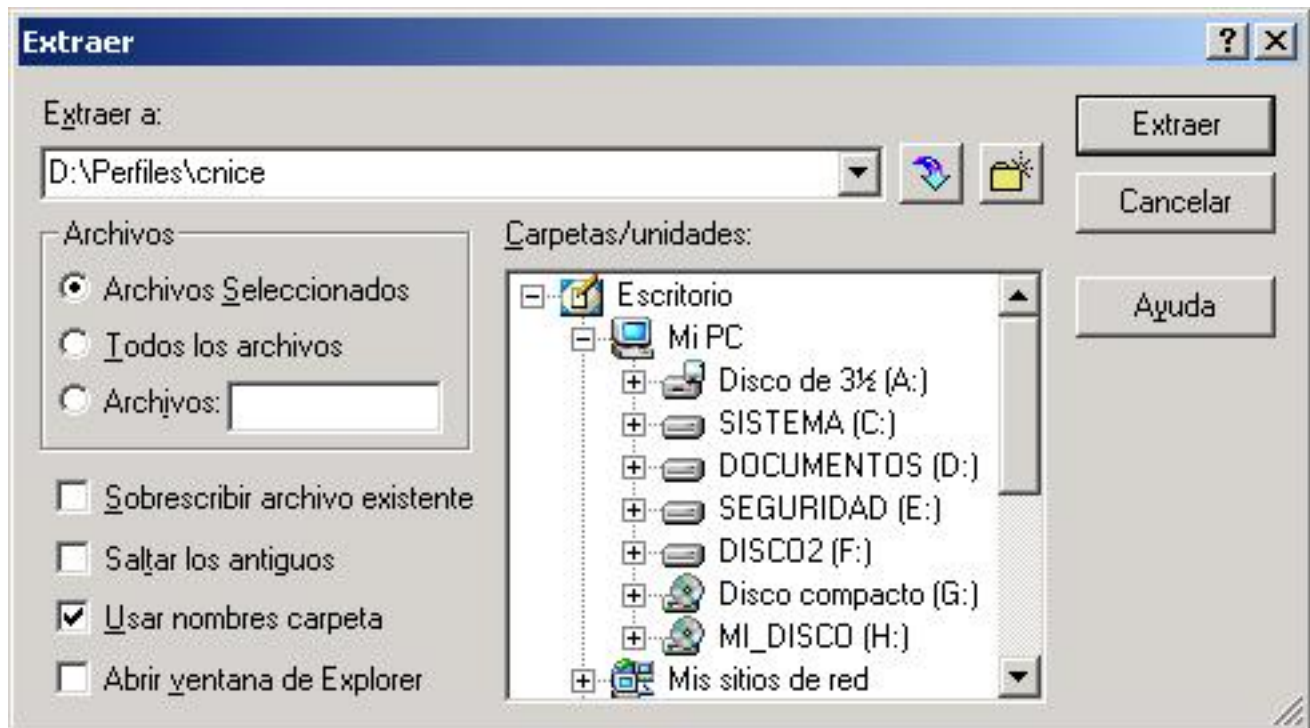 Extraer
Extraer a:
D:\Perfiles\cnice
Extraer
Cancelar
Ayuda
Archivos
Archivos Seleccionados
Todos los archivos
Archivos:
Sobrescribir archivo existente
Saltar los antiguos
Usar nombres carpeta
Abrir ventana de Explorer
Carpetas/unidades:
Escritorio
Mi PC
Disco de 3½ (A:)
SISTEMA (C:)
DOCUMENTOS (D:)
SEGURIDAD (E:)
DISCO2 (F:)
Disco compacto (G:)
MI_DISCO (H:)
Mis sitios de red